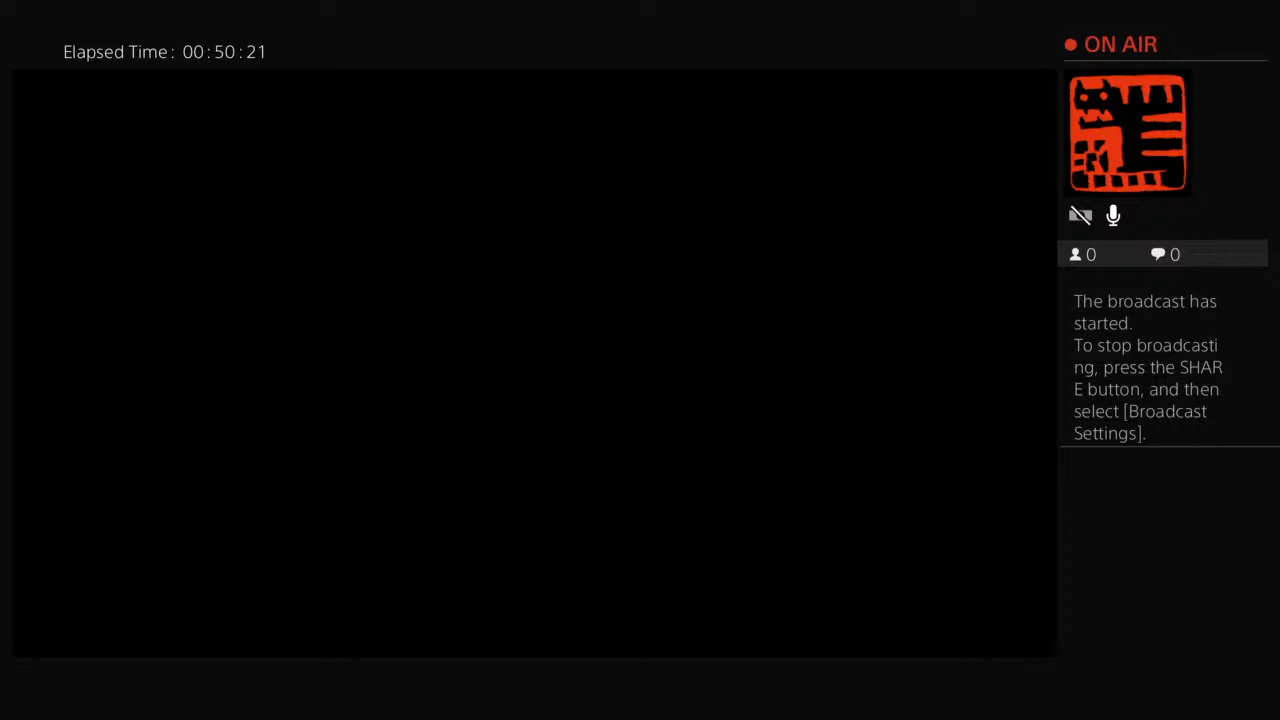 Elapsed Time: 00:50:21
ON AIR
0 0
The broadcast has
started.
To stop broadcasti
ng, press the SHAR
E button, and then
select [Broadcast
Settings].